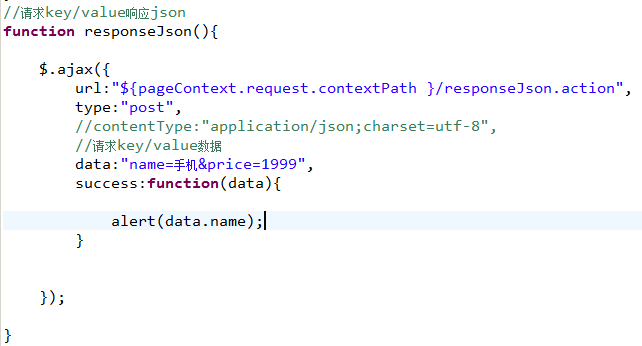 //请求key/value响应json
function responseJson(){
$.ajax({
url:"${pageContext.request.contextPath }/responseJson.action",
type:"post",
//contentType:"application/json;charset=utf-8",
//请求key/value数据
data:"name=手机&price=1999",
success:function(data){
alert(data.name);
}
});
}